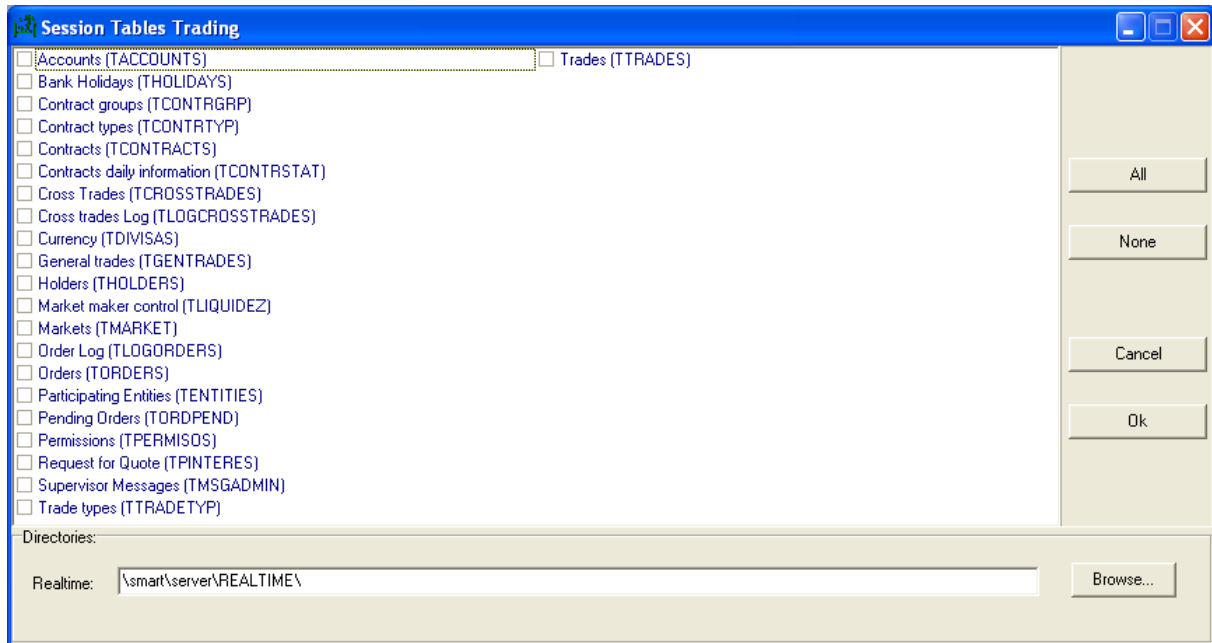 Session Tables Trading
Accounts (TACCOUNTS)
Bank Holidays (THOLIDAYS)
Contract groups (TCONTRGRP)
Contract types (TCONTRTYP)
Contracts (TCONTRACTS)
Contracts daily information (TCONTRSTAT)
Cross Trades (TCROSSTRADES)
Cross trades Log (TLOGCROSSTRADES)
Currency (TDIVISAS)
General trades (TGENTRADES)
Holders (THOLDERS)
Market maker control (TLIQUIDEZ)
Markets (TMARKET)
Order Log (TLOGORDERS)
Orders (TORDERS)
Participating Entities (TENTITIES)
Pending Orders (TORDPEND)
Permissions (TPERMISOS)
Request for Quote (TPINTERES)
Supervisor Messages (TMSGADMIN)
Trade types (TTRADETYP)
Trades (TTRADES)
All
None
Cancel
Ok
Directories:
Realtime: \smart\server\REALTIME\
Browse...